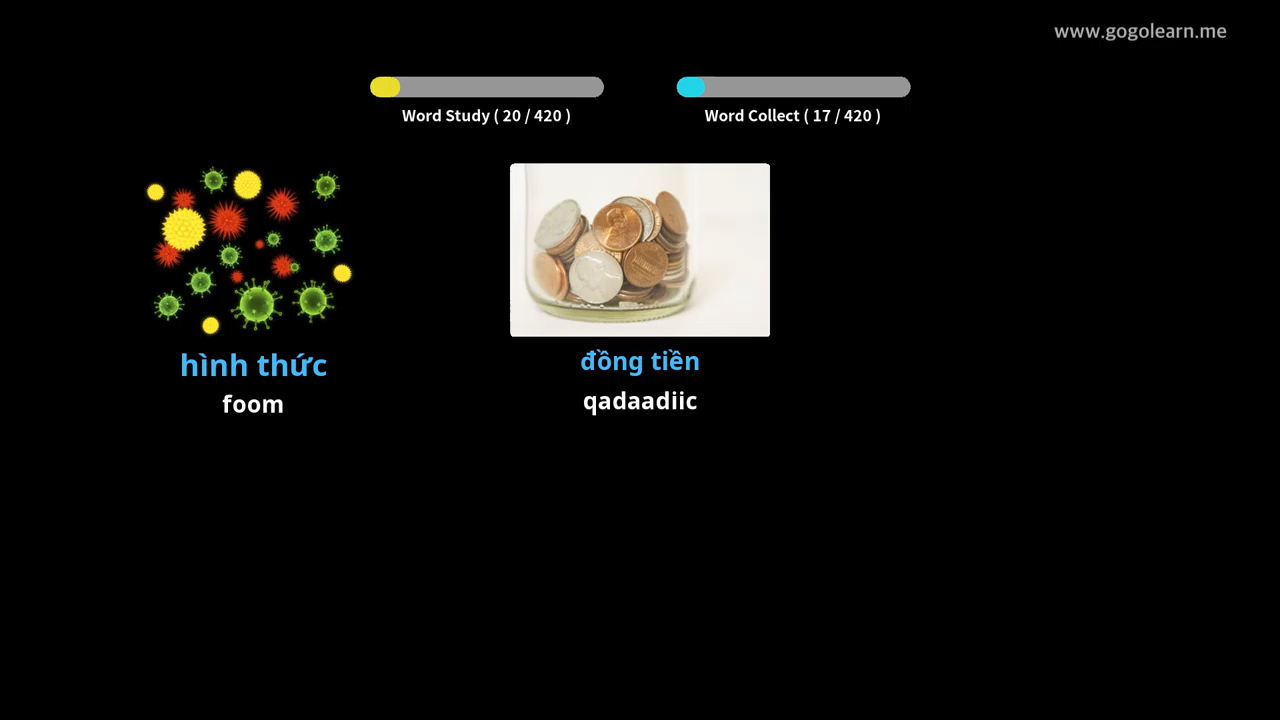 www.gogolearn.me
Word Study ( 20 / 420 )
Word Collect ( 17 / 420 )
hình thức
foom
đồng tiền
qadaadiic